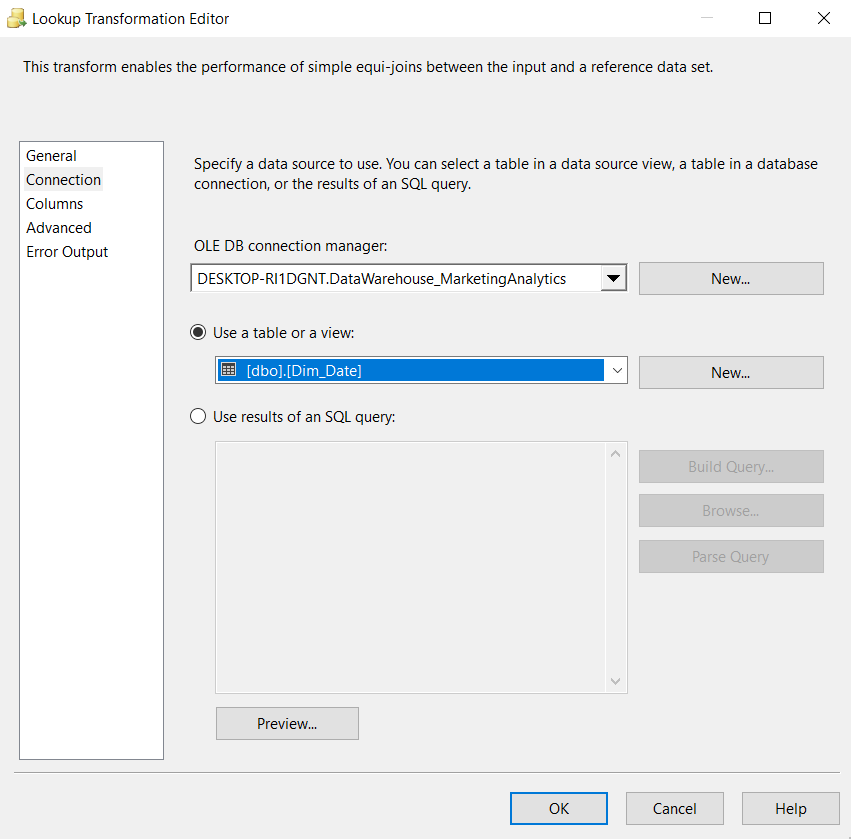 Lookup Transformation Editor
This transform enables the performance of simple equi-joins between the input and a reference data set.
General
Connection
Columns
Advanced
Error Output
Specify a data source to use. You can select a table in a data source view, a table in a database
connection, or the results of an SQL query.
OLE DB connection manager:
DESKTOP-RI1DGNT.DataWarehouse_MarketingAnalytics
New...
Use a table or a view:
[dbo].[Dim_Date]
New...
Use results of an SQL query:
Build Query...
Browse...
Parse Query
Preview...
OK
Cancel
Help